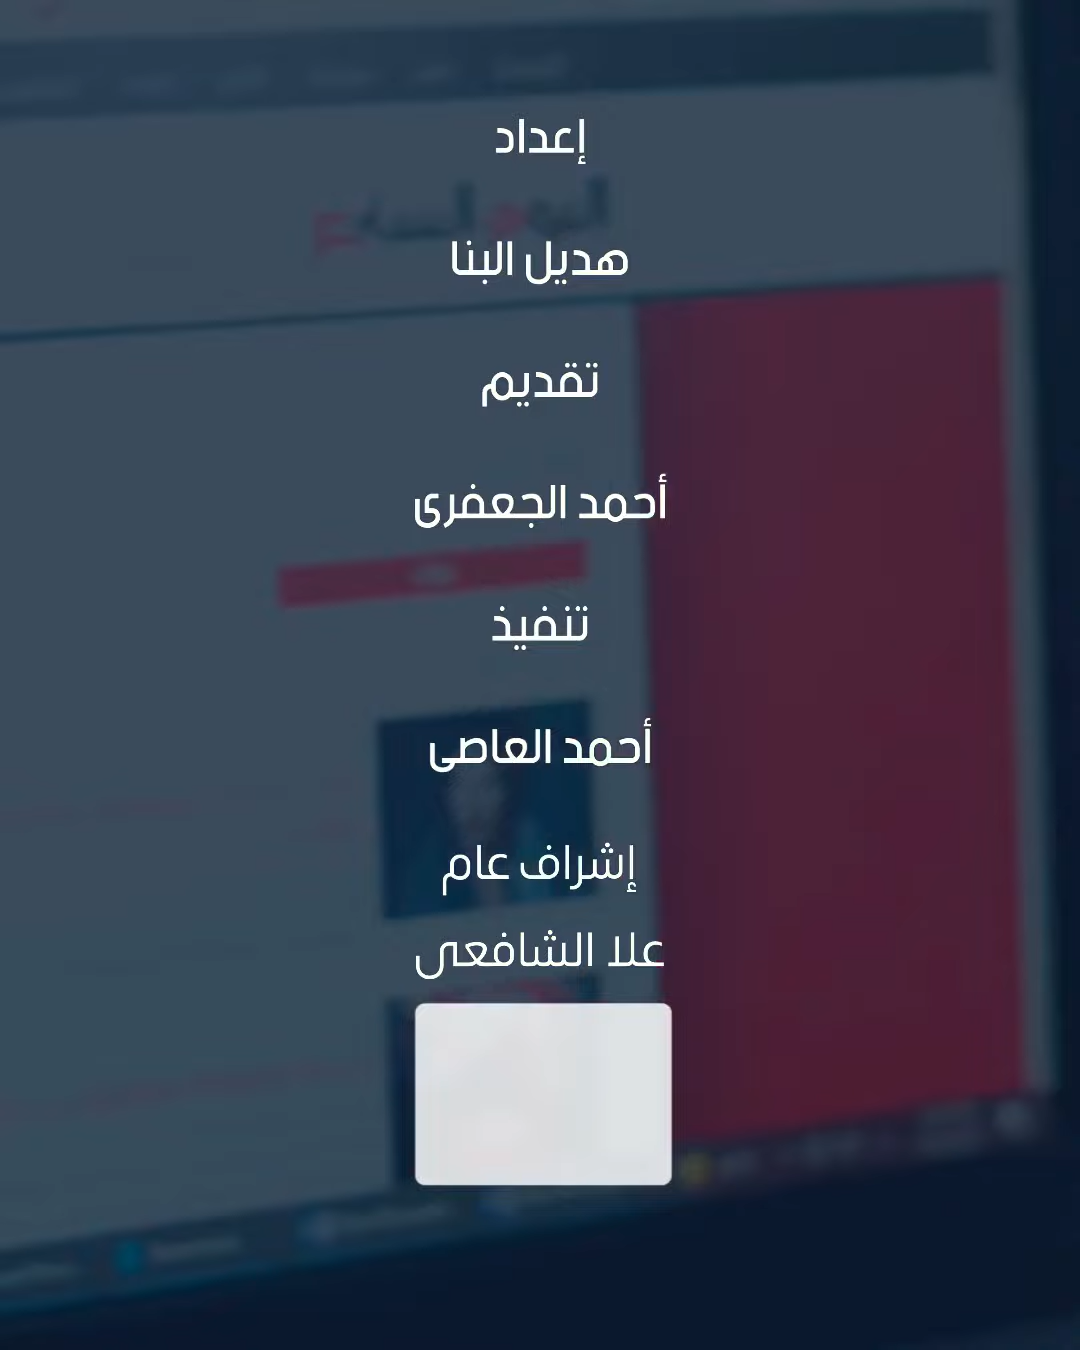 إعداد
هديل البنا
تقديم
أحمد الجعفرى
تنفيذ
أحمد العاصى
إشراف عام
علا الشافعى